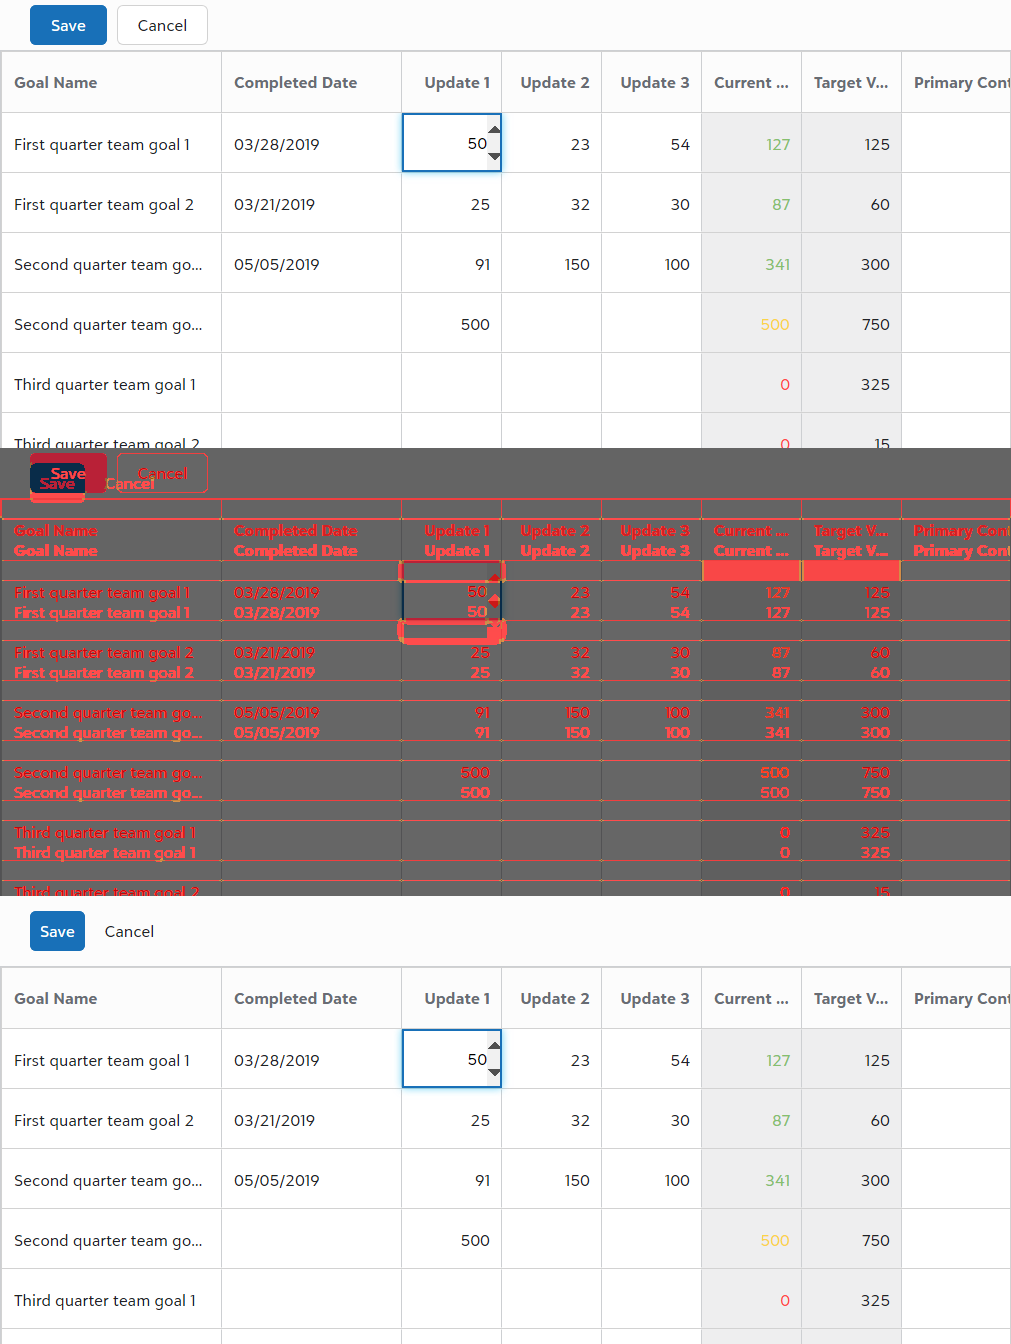 Save Cancel
Goal Name Completed Date Update 1 Update 2 Update 3 Current ... Target V... Primary Cont
First quarter team goal 1 03/28/2019 50 23 54 127 125
First quarter team goal 2 03/21/2019 25 32 30 87 60
Second quarter team go... 05/05/2019 91 150 100 341 300
Second quarter team go... 500 500 750
Third quarter team goal 1 0 325
Third quarter team goal 2 0 15
Save Cancel
Save Cancel
Goal Name Completed Date Update 1 Update 2 Update 3 Current ... Target V... Primary Cont
Goal Name Completed Date Update 1 Update 2 Update 3 Current ... Target V... Primary Cont
First quarter team goal 1 03/28/2019 50 23 54 127 125
First quarter team goal 1 03/28/2019 50 23 54 127 125
First quarter team goal 2 03/21/2019 25 32 30 87 60
First quarter team goal 2 03/21/2019 25 32 30 87 60
Second quarter team go... 05/05/2019 91 150 100 341 300
Second quarter team go... 05/05/2019 91 150 100 341 300
Second quarter team go... 500 500 750
Second quarter team go... 500 500 750
Third quarter team goal 1 0 325
Third quarter team goal 1 0 325
Third quarter team goal 2 0 15
Save Cancel
Goal Name Completed Date Update 1 Update 2 Update 3 Current ... Target V... Primary Cont
First quarter team goal 1 03/28/2019 50 23 54 127 125
First quarter team goal 2 03/21/2019 25 32 30 87 60
Second quarter team go... 05/05/2019 91 150 100 341 300
Second quarter team go... 500 500 750
Third quarter team goal 1 0 325